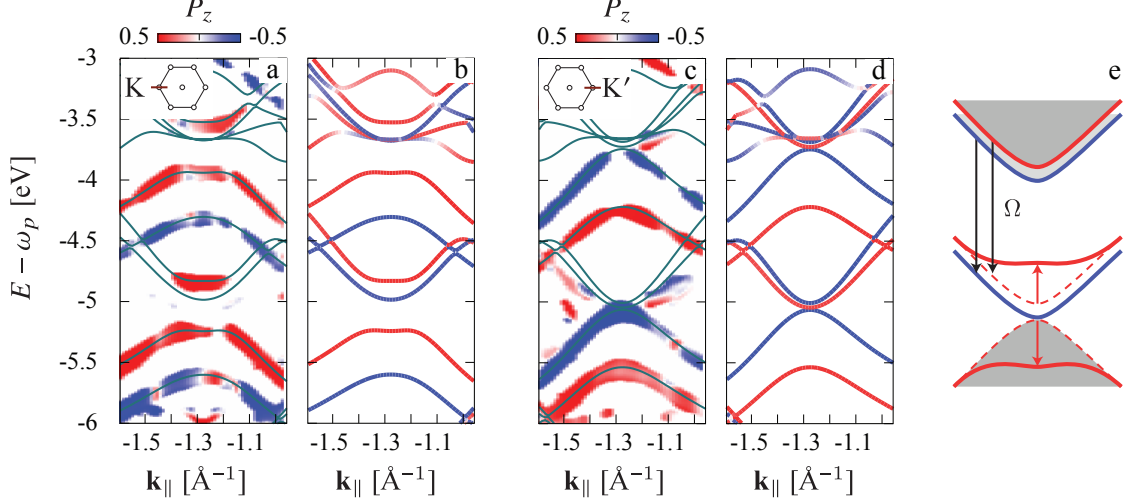 P_z
0.5 -0.5
P_z
0.5 -0.5
a b c d e
K
K′
-3
-3.5
-4
-4.5
-5
-5.5
-6
E − ω_p [eV]
Ω
-1.5 -1.3 -1.1 -1.5 -1.3 -1.1 -1.5 -1.3 -1.1 -1.5 -1.3 -1.1
k_∥ [Å⁻¹] k_∥ [Å⁻¹] k_∥ [Å⁻¹] k_∥ [Å⁻¹]